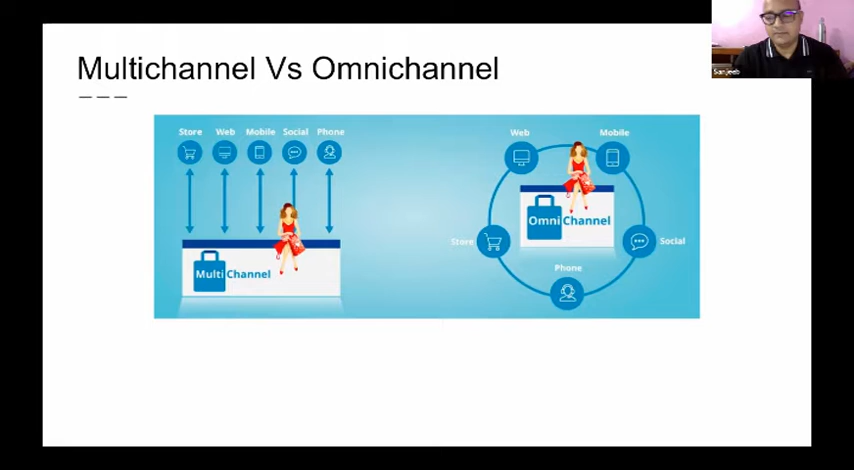 Sanjeeb
Multichannel Vs Omnichannel
Store Web Mobile Social Phone
Multi Channel
Web Mobile
Omni Channel
Store Social
Phone